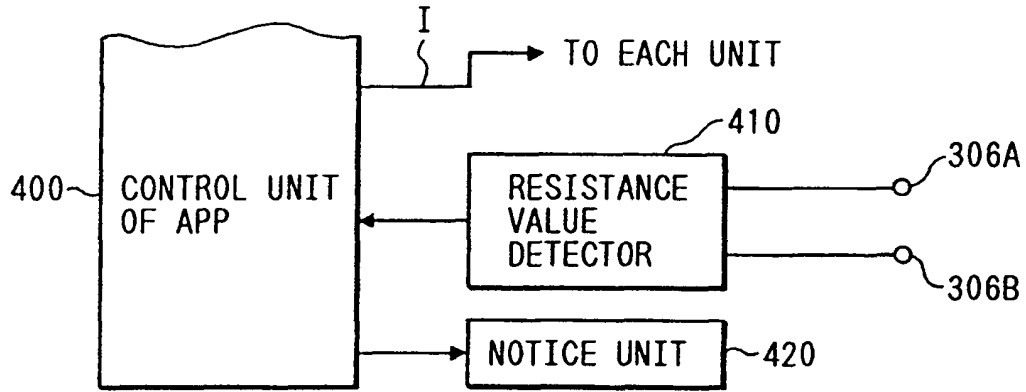 I
TO EACH UNIT
410
306A
400
CONTROL UNIT
OF APP
RESISTANCE
VALUE
DETECTOR
306B
NOTICE UNIT
420